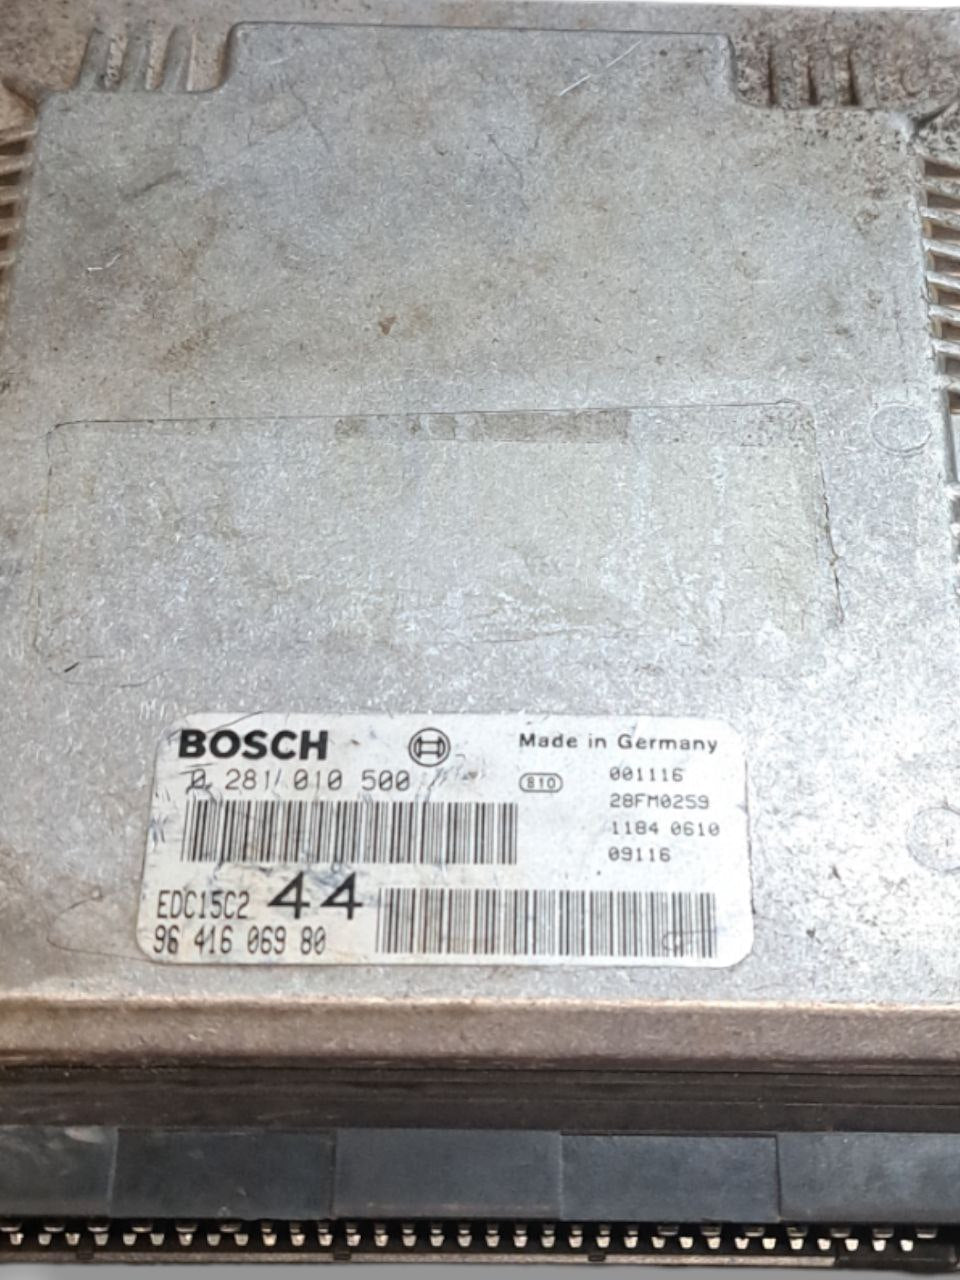 BOSCH
Made in Germany
0 281 010 500
810
001116
28FM0259
1184 0610
09116
EDC15C2 44
96 416 069 80